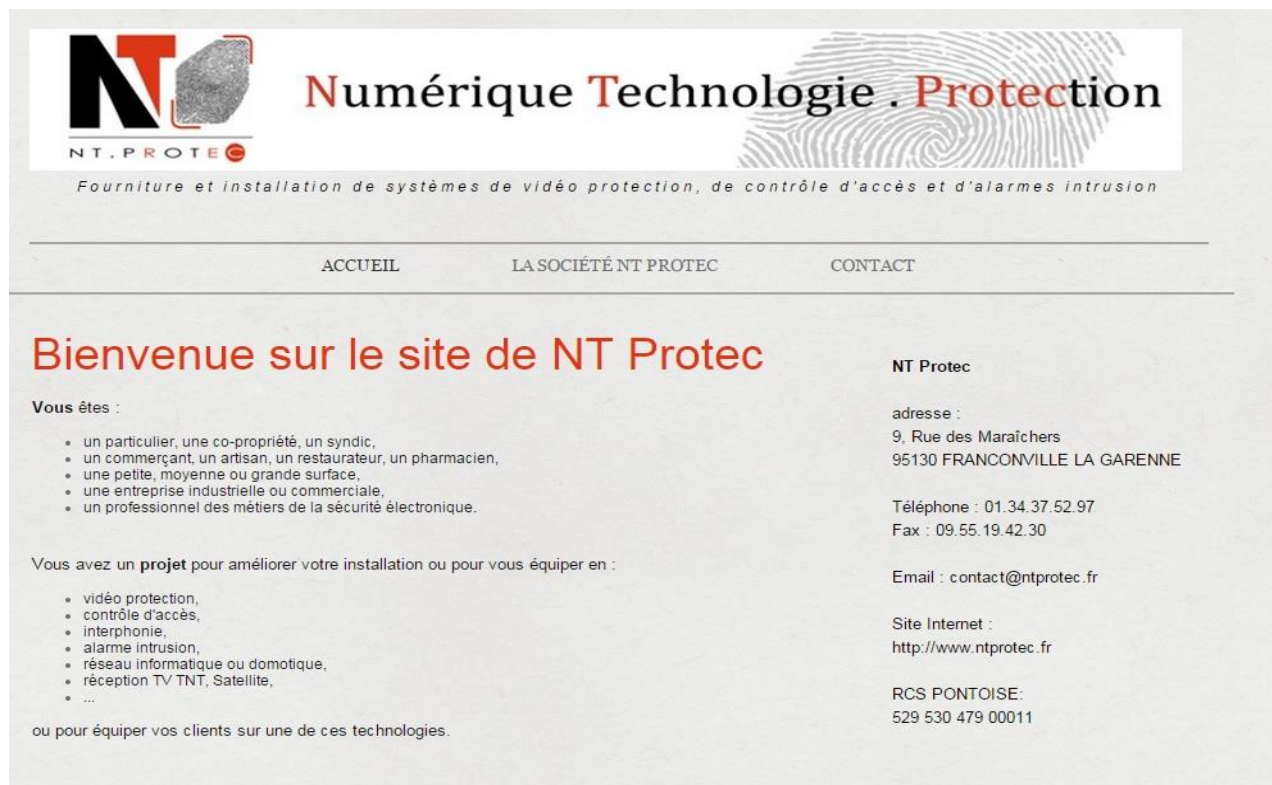 NT
NT.PROTEC
Numérique Technologie . Protection
Fourniture et installation de systèmes de vidéo protection, de contrôle d'accès et d'alarmes intrusion
ACCUEIL LA SOCIÉTÉ NT PROTEC CONTACT
Bienvenue sur le site de NT Protec
Vous êtes :
• un particulier, une co-propriété, un syndic,
• un commerçant, un artisan, un restaurateur, un pharmacien,
• une petite, moyenne ou grande surface,
• une entreprise industrielle ou commerciale,
• un professionnel des métiers de la sécurité électronique.
Vous avez un projet pour améliorer votre installation ou pour vous équiper en :
• vidéo protection,
• contrôle d'accès,
• interphonie,
• alarme intrusion,
• réseau informatique ou domotique,
• réception TV TNT, Satellite,
• ...
ou pour équiper vos clients sur une de ces technologies.
NT Protec
adresse :
9, Rue des Maraîchers
95130 FRANCONVILLE LA GARENNE
Téléphone : 01.34.37.52.97
Fax : 09.55.19.42.30
Email : contact@ntprotec.fr
Site Internet :
http://www.ntprotec.fr
RCS PONTOISE:
529 530 479 00011